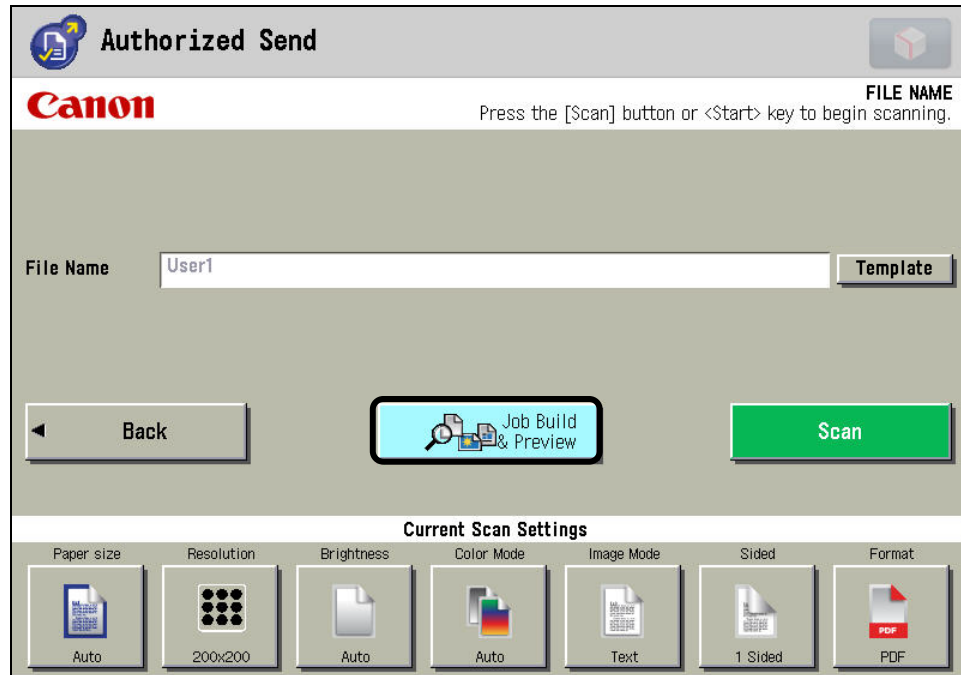 Authorized Send
Canon
FILE NAME
Press the [Scan] button or <Start> key to begin scanning.
File Name
User1
Template
Back
Job Build
& Preview
Scan
Current Scan Settings
Paper size
Resolution
Brightness
Color Mode
Image Mode
Sided
Format
PDF
Auto
200x200
Auto
Auto
Text
1 Sided
PDF